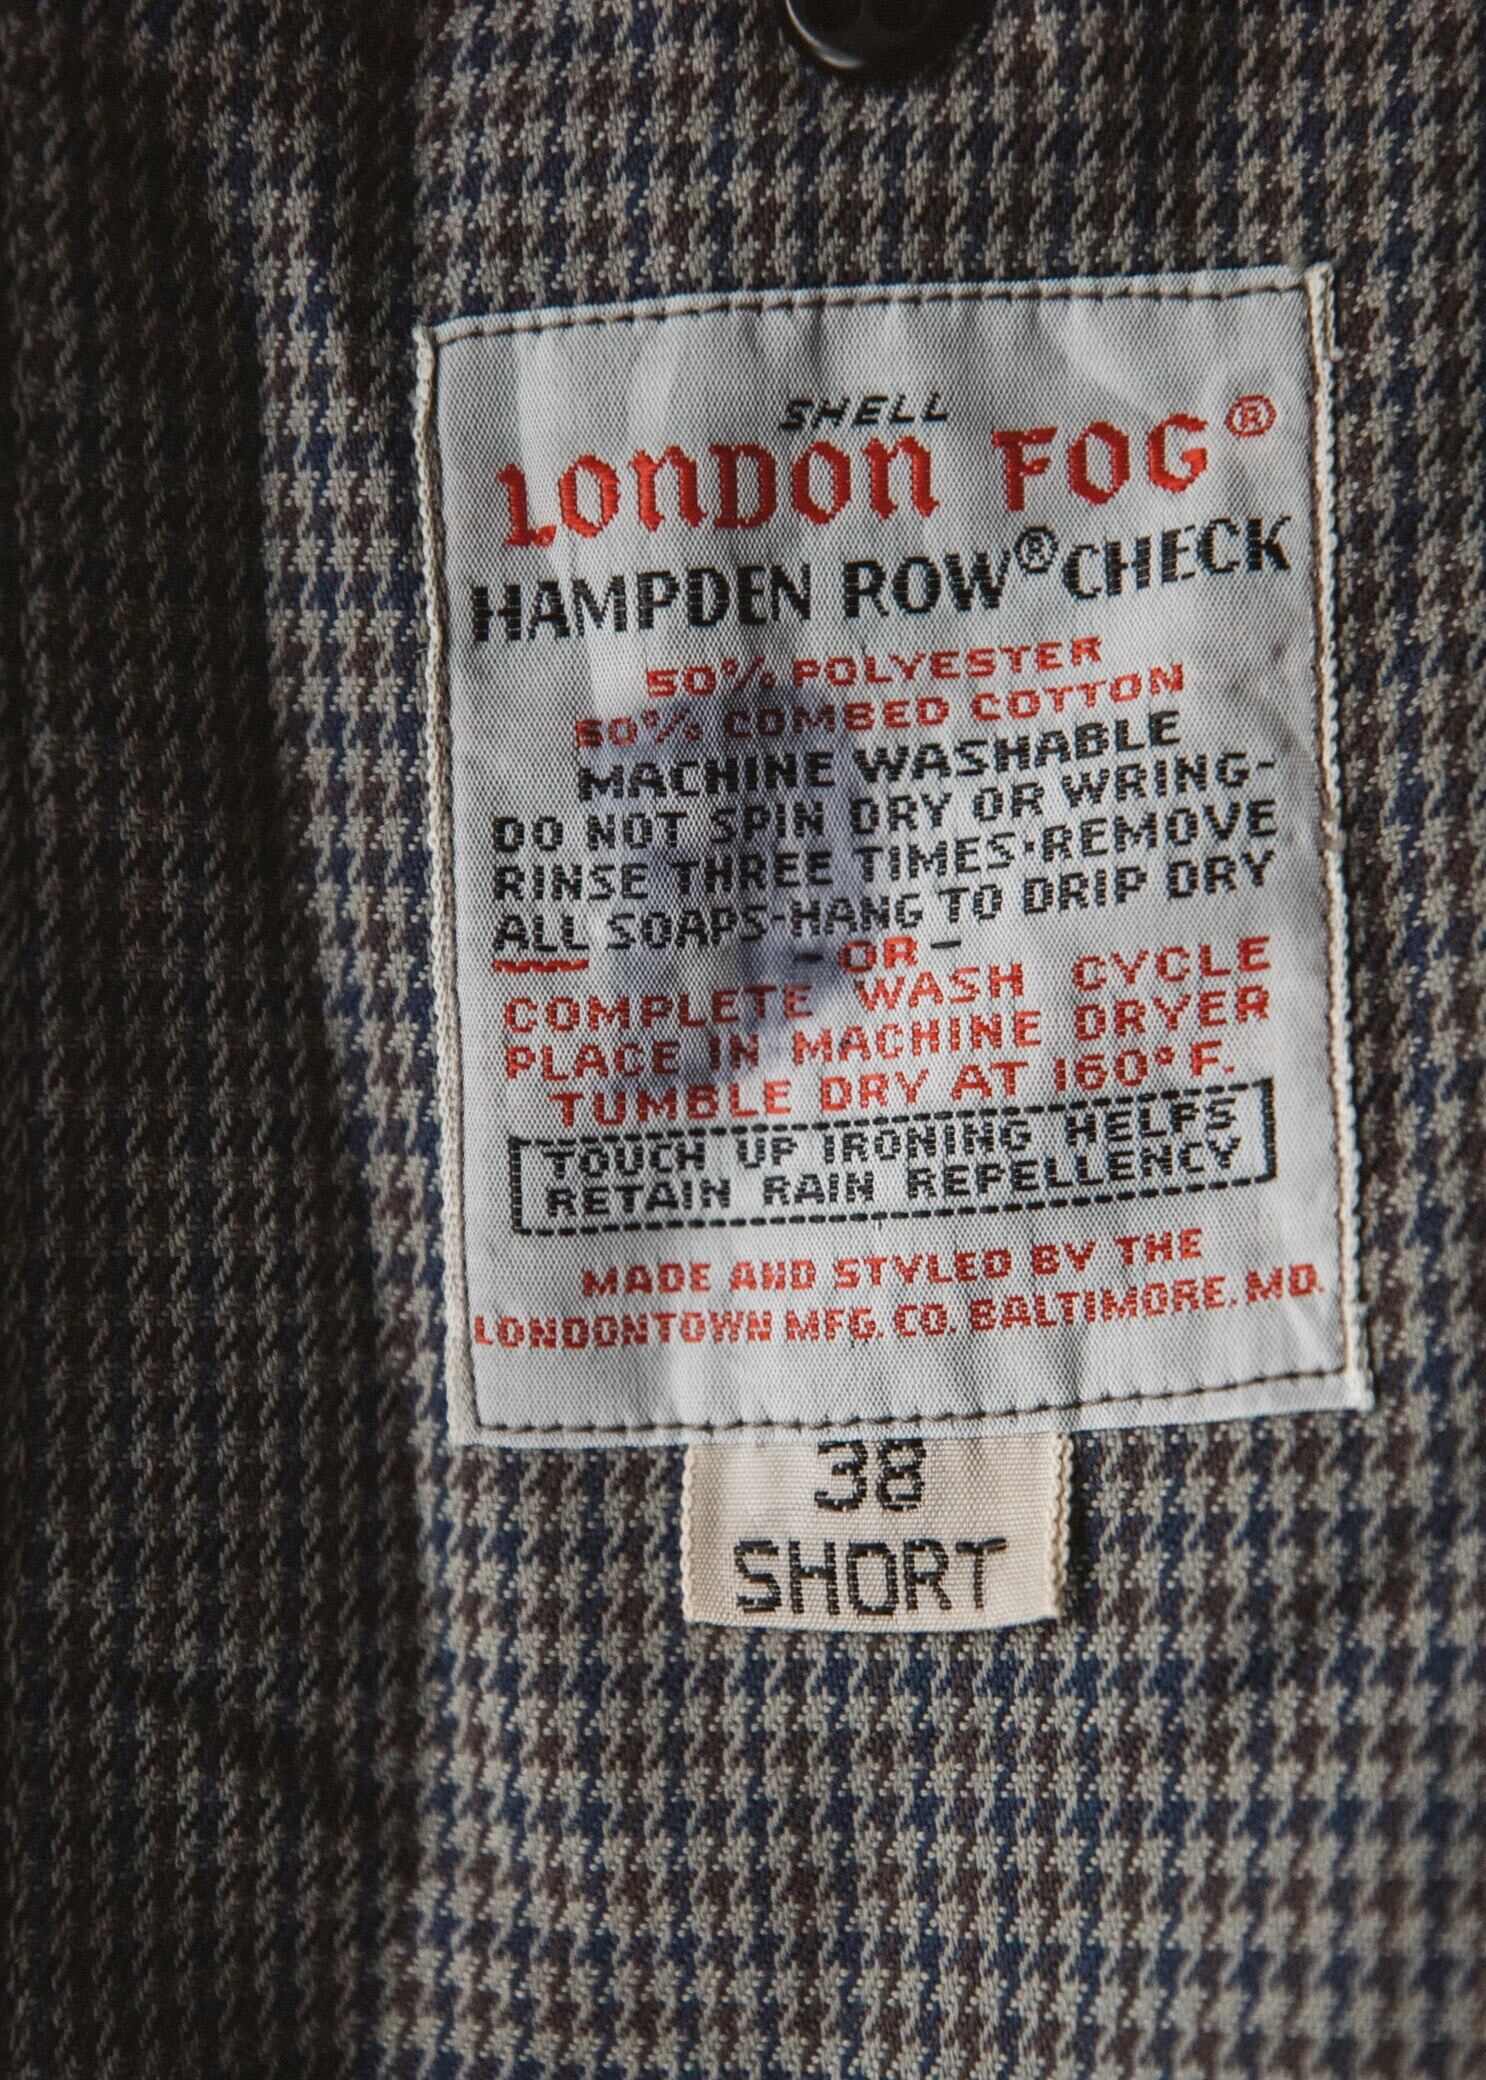 SHELL
LONDON FOG®
HAMPDEN ROW® CHECK
50% POLYESTER
50% COMBED COTTON
MACHINE WASHABLE
DO NOT SPIN DRY OR WRING-
RINSE THREE TIMES·REMOVE
ALL SOAPS-HANG TO DRIP DRY
- OR -
COMPLETE WASH CYCLE
PLACE IN MACHINE DRYER
TUMBLE DRY AT 160° F.
TOUCH UP IRONING HELPS
RETAIN RAIN REPELLENCY
MADE AND STYLED BY THE
LONDONTOWN MFG. CO. BALTIMORE, MD.
38
SHORT